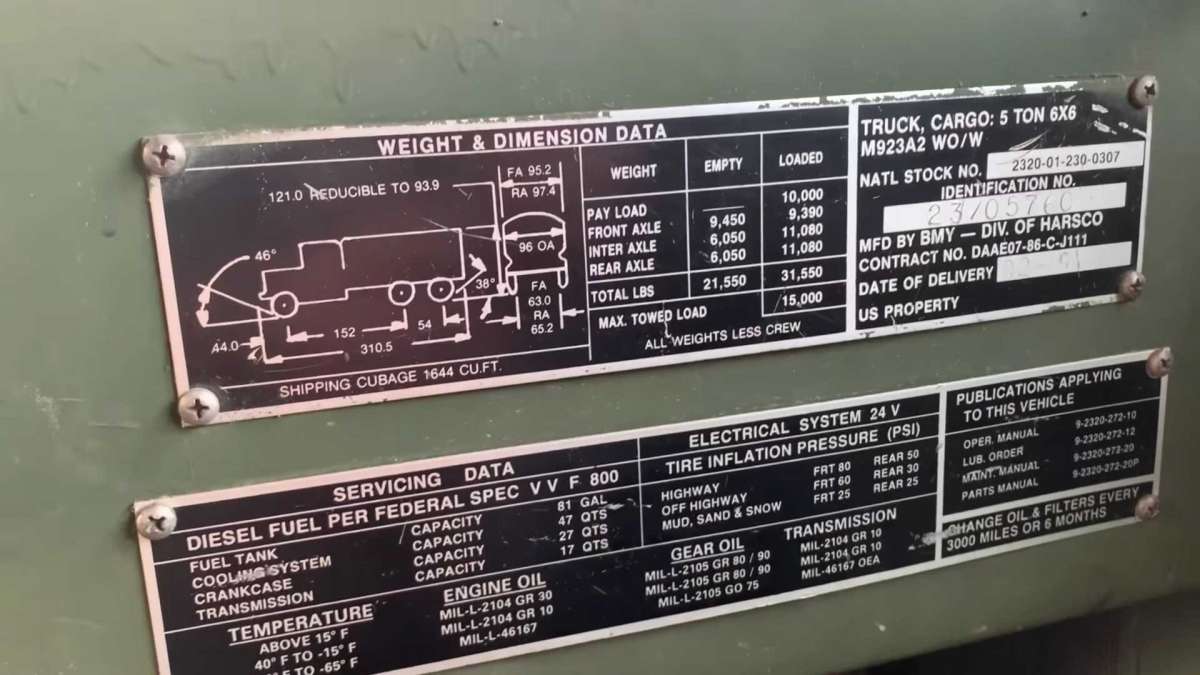 WEIGHT & DIMENSION DATA
121.0 REDUCIBLE TO 93.9
FA 95.2
RA 97.4
96 OA
46°
38°
FA
63.0
RA
65.2
44.0
152
54
310.5
SHIPPING CUBAGE 1644 CU.FT.
WEIGHT EMPTY LOADED
PAY LOAD 10,000
FRONT AXLE 9,450 9,390
INTER AXLE 6,050 11,080
REAR AXLE 6,050 11,080
TOTAL LBS 21,550 31,550
MAX. TOWED LOAD 15,000
ALL WEIGHTS LESS CREW
TRUCK, CARGO: 5 TON 6X6
M923A2 WO/W
NATL STOCK NO. 2320-01-230-0307
IDENTIFICATION NO.
MFD BY BMY — DIV. OF HARSCO
CONTRACT NO. DAAE07-86-C-J111
DATE OF DELIVERY
US PROPERTY
SERVICING DATA
DIESEL FUEL PER FEDERAL SPEC V V F 800
FUEL TANK CAPACITY 81 GAL
COOLING SYSTEM CAPACITY 47 QTS
CRANKCASE CAPACITY 27 QTS
TRANSMISSION CAPACITY 17 QTS
ELECTRICAL SYSTEM 24 V
TIRE INFLATION PRESSURE (PSI)
HIGHWAY FRT 80 REAR 50
OFF HIGHWAY FRT 60 REAR 30
MUD, SAND & SNOW FRT 25 REAR 25
TEMPERATURE ENGINE OIL GEAR OIL TRANSMISSION
ABOVE 15° F MIL-L-2104 GR 30 MIL-L-2105 GR 80 / 90 MIL-2104 GR 10
40° F TO -15° F MIL-L-2104 GR 10 MIL-L-2105 GR 80 / 90 MIL-2104 GR 10
° F TO -65° F MIL-L-46167 MIL-L-2105 GO 75 MIL-46167 OEA
PUBLICATIONS APPLYING
TO THIS VEHICLE
OPER. MANUAL 9-2320-272-10
LUB. ORDER 9-2320-272-12
MAINT. MANUAL 9-2320-272-20
PARTS MANUAL 9-2320-272-20P
CHANGE OIL & FILTERS EVERY
3000 MILES OR 6 MONTHS